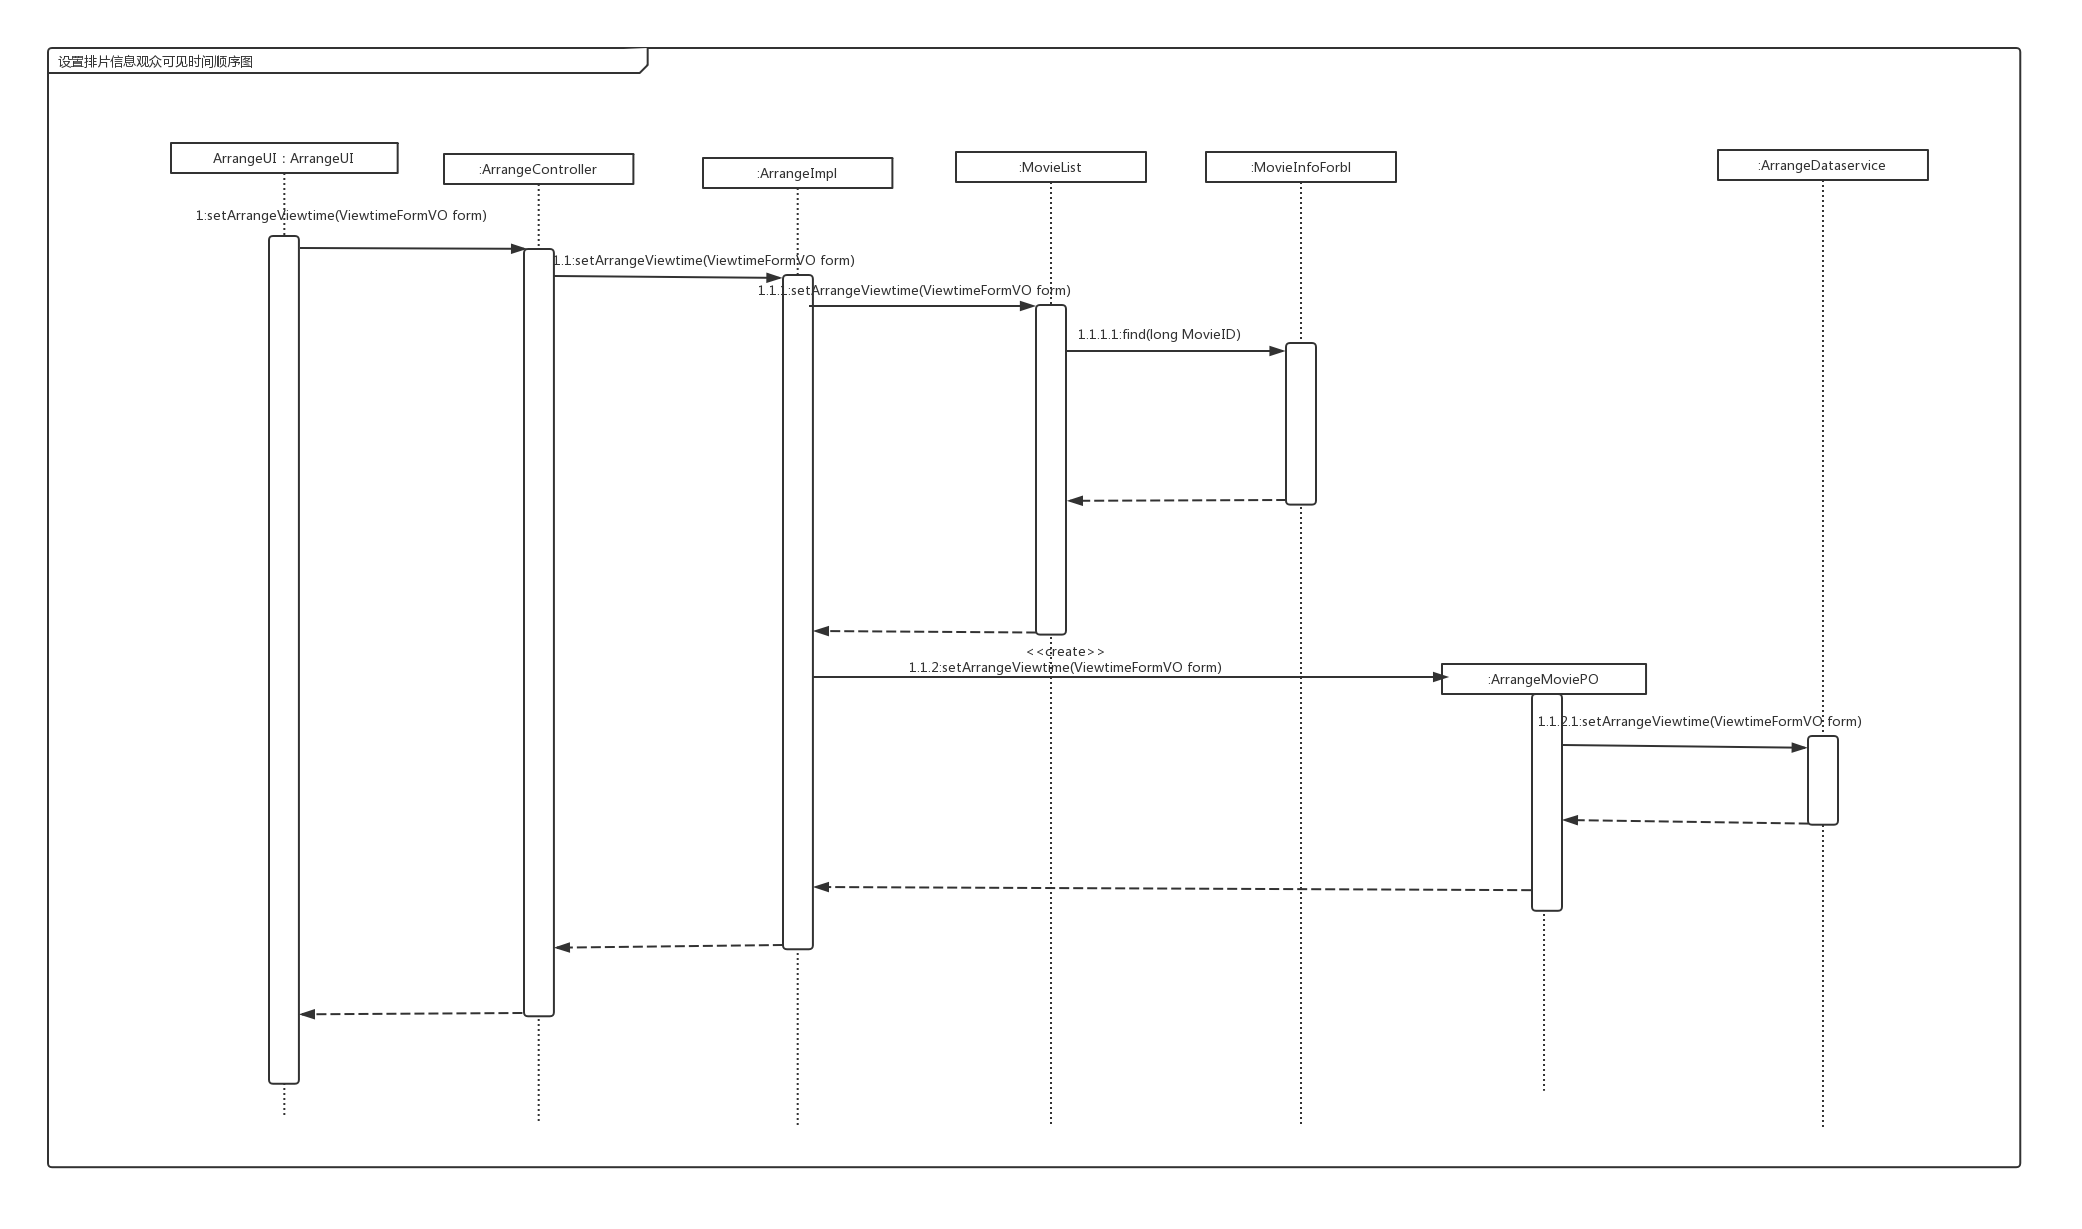 设置排片信息观众可见时间顺序图
ArrangeUI : ArrangeUI
:ArrangeController
:ArrangeImpl
:MovieList
:MovieInfoForbl
:ArrangeDataservice
1:setArrangeViewtime(ViewtimeFormVO form)
1.1:setArrangeViewtime(ViewtimeFormVO form)
1.1.1:setArrangeViewtime(ViewtimeFormVO form)
1.1.1.1:find(long MovieID)
<<create>>
1.1.2:setArrangeViewtime(ViewtimeFormVO form)
:ArrangeMoviePO
1.1.2.1:setArrangeViewtime(ViewtimeFormVO form)